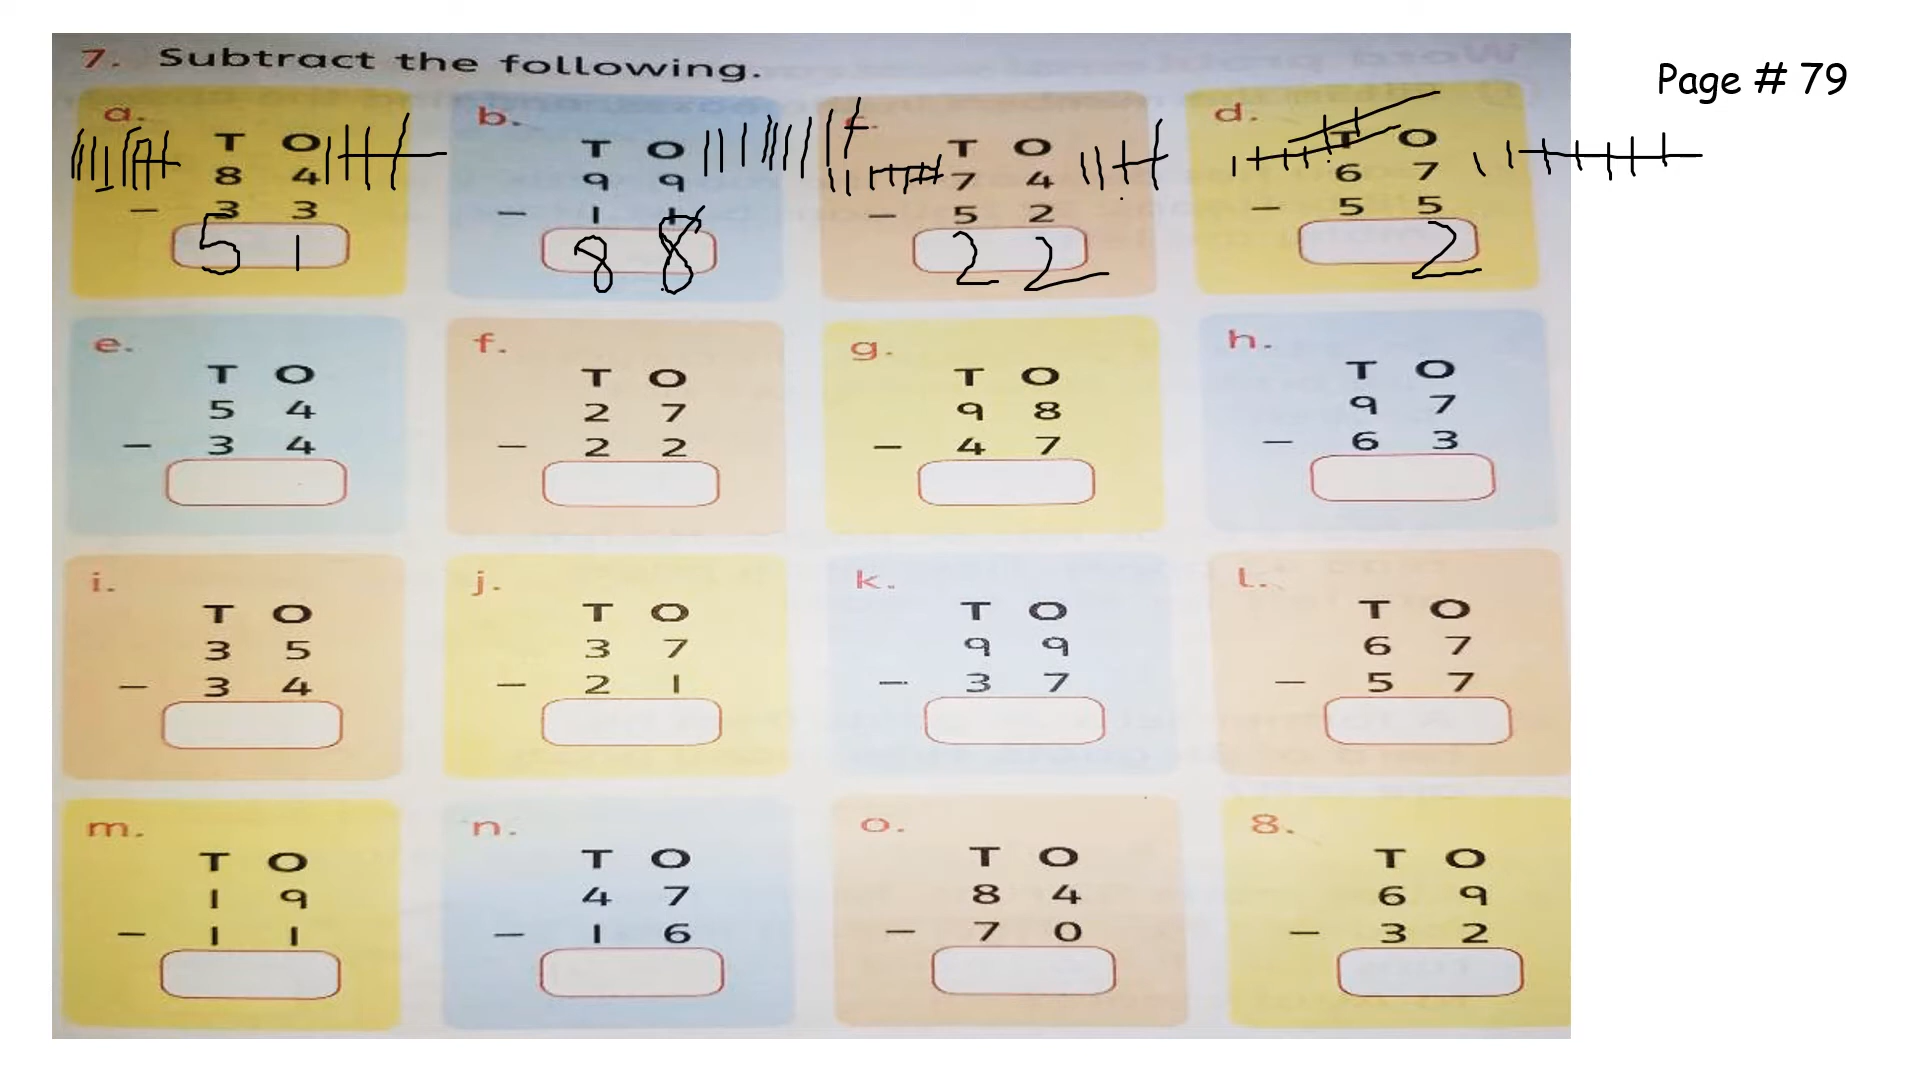 Page # 79
7. Subtract the following.
a. b. c. d.
T O T O T O T O
8 4 9 9 7 4 6 7
- 3 3 - 1 1 - 5 2 - 5 5
5 1 8 8 2 2 2
e. f. g. h.
T O T O T O T O
5 4 2 7 9 8 9 7
- 3 4 - 2 2 - 4 7 - 6 3
i. j. k. l.
T O T O T O T O
3 5 3 7 9 9 6 7
- 3 4 - 2 1 - 3 7 - 5 7
m. n. o. 8.
T O T O T O T O
1 9 4 7 8 4 6 9
- 1 1 - 1 6 - 7 0 - 3 2